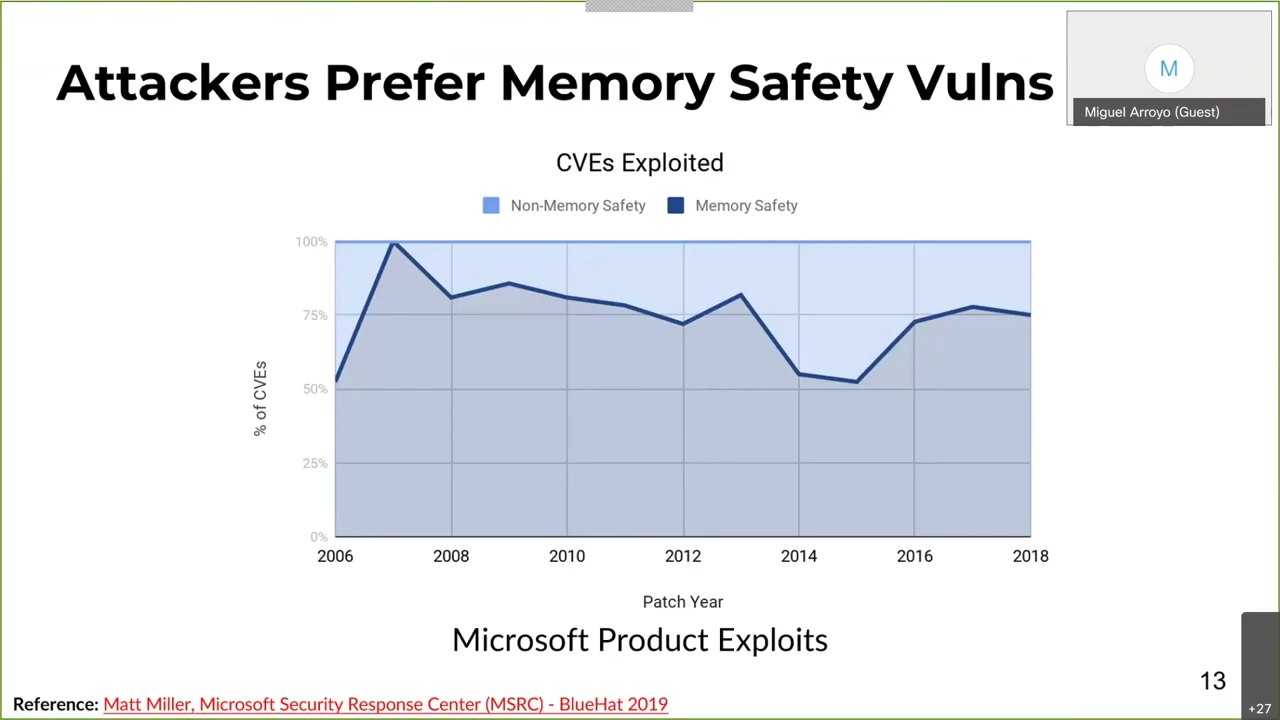 Attackers Prefer Memory Safety Vulns
M
Miguel Arroyo (Guest)
CVEs Exploited
Non-Memory Safety
Memory Safety
100%
75%
50%
25%
0%
% of CVEs
2006
2008
2010
2012
2014
2016
2018
Patch Year
Microsoft Product Exploits
13
Reference: Matt Miller, Microsoft Security Response Center (MSRC) - BlueHat 2019
+27